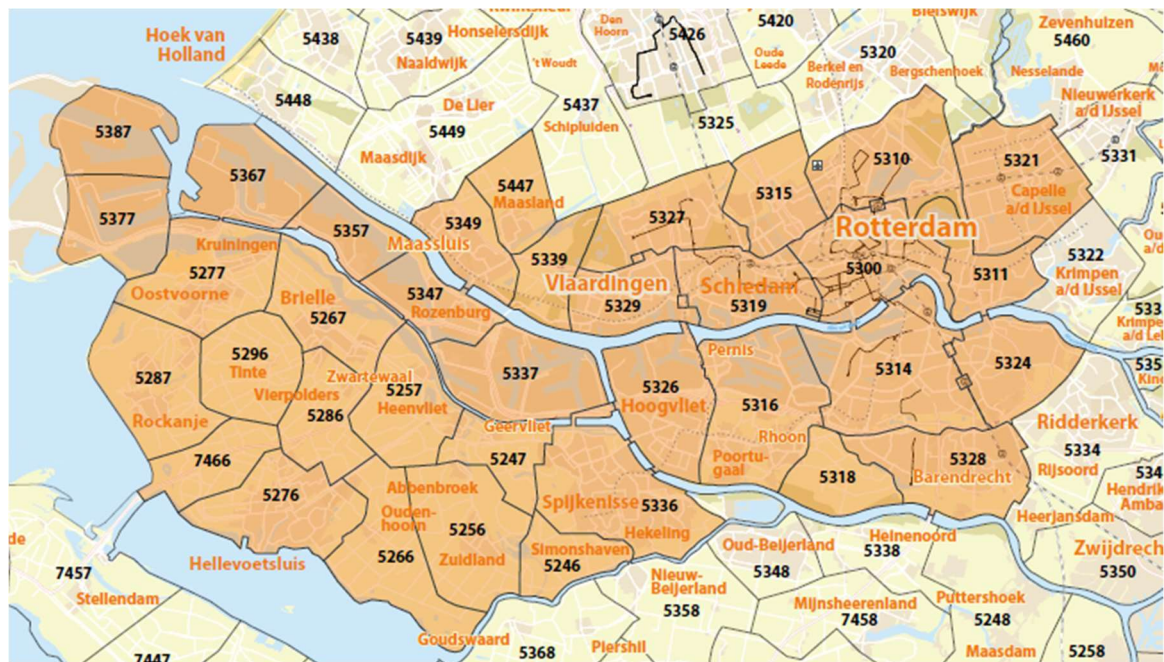 Hoek van
Holland
5438
5439
Honselersdijk
Naaldwijk
't Woudt
Den
Hoorn
5426
5420
Oude
Leede
5320
Berkel en
Rodenrijs
Bergschenhoek
Zevenhuizen
5460
Nesselande
Nieuwerkerk
a/d IJssel
5331
5448
De Lier
5449
Maasdijk
5437
Schipluiden
5325
5387
5367
5377
5357
5447
Maasland
5349
Maassluis
5339
5327
5315
5310
5321
Capelle
a/d IJssel
Rotterdam
5300
5311
5322
Krimpen
a/d IJssel
Kruiningen
5277
Oostvoorne
Brielle
5267
5347
Rozenburg
Vlaardingen
5329
Schiedam
5319
Pernis
5296
Tinte
5287
Rockanje
Vierpolders
5286
Zwartewaal
5257
Heenvliet
5337
Geervliet
5326
Hoogvliet
5316
Rhoon
Poortu-
gaal
5314
5324
5318
5328
Barendrecht
Ridderkerk
5334
Rijsoord
Heerjansdam
7466
5276
Hellevoetsluis
Abbenbroek
Ouden-
hoorn
5266
5256
Zuidland
5247
Spijkenisse
5336
Hekeling
Simonshaven
5246
Goudswaard
Oud-Beijerland
5348
Heinenoord
5338
Nieuw-
Beijerland
5358
Mijnsheerenland
7458
Puttershoek
5248
Maasdam
5258
5350
7457
Stellendam
7447
5368
Piershil